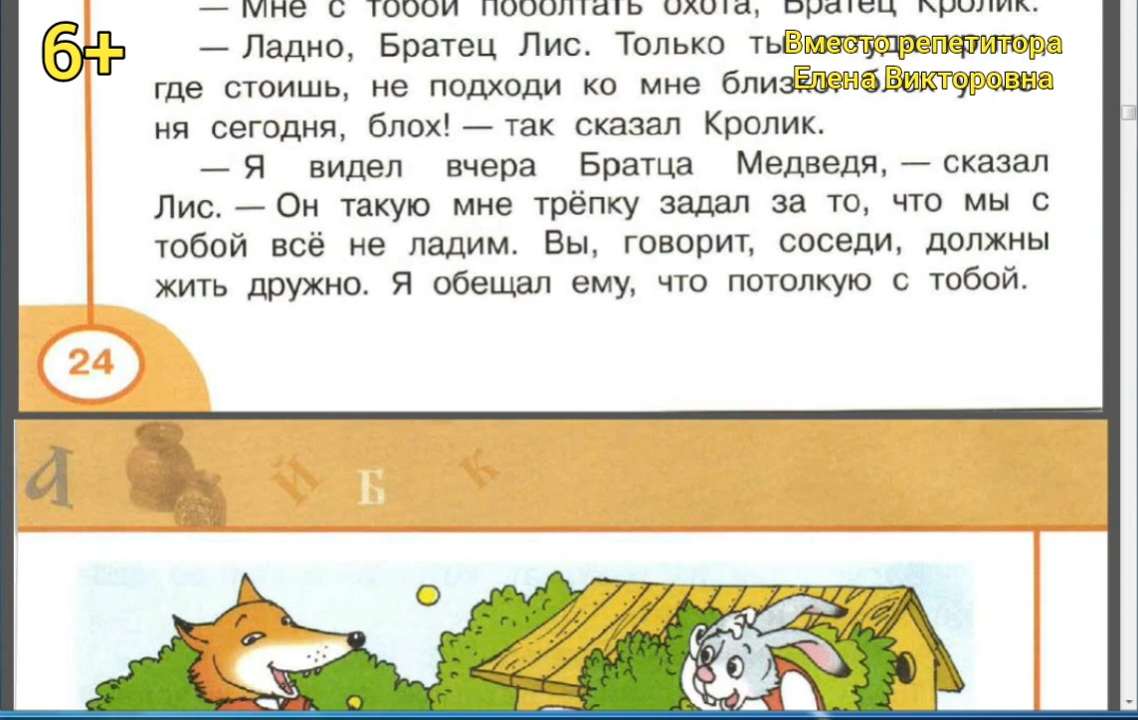 — Мне с тобой поболтать охота, Братец Кролик.
6+
— Ладно, Братец Лис. Только ты
Вместо репетитора
Елена Викторовна
где стоишь, не подходи ко мне близко:
ня сегодня, блох! — так сказал Кролик.
— Я видел вчера Братца Медведя, — сказал
Лис. — Он такую мне трёпку задал за то, что мы с
тобой всё не ладим. Вы, говорит, соседи, должны
жить дружно. Я обещал ему, что потолкую с тобой.
24
А Й Б К